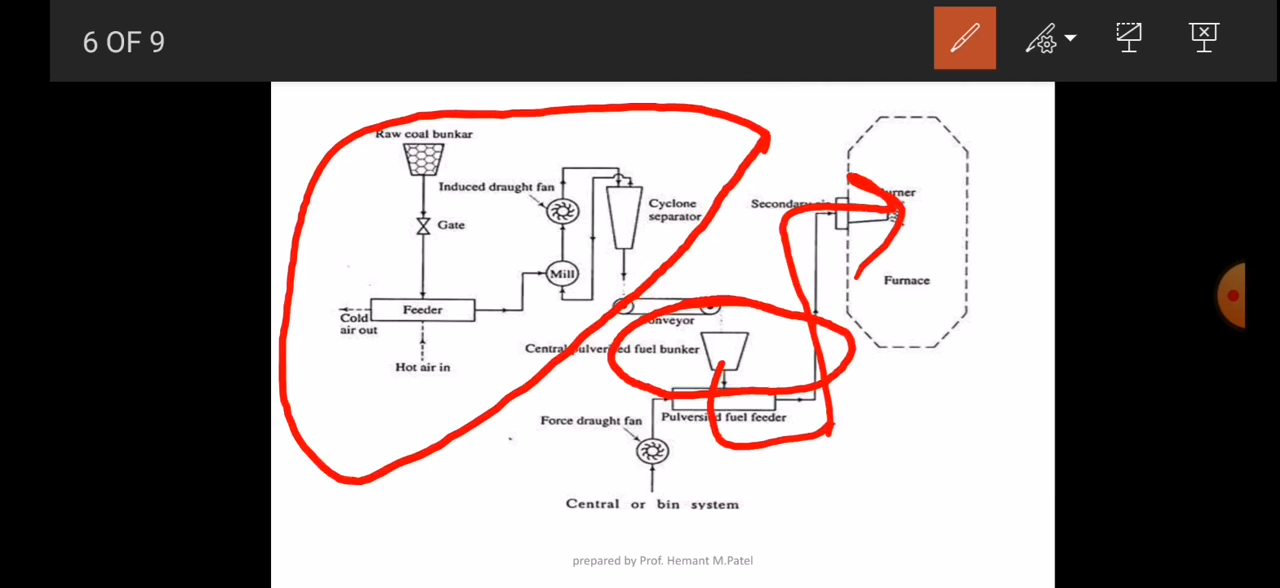 6 OF 9
Raw coal bunkar
Induced draught fan
Cyclone
separator
Gate
Mill
Feeder
Cold
air out
Hot air in
Secondary
Furnace
Central fuel bunker
Force draught fan
fuel feeder
Central or bin system
prepared by Prof. Hemant M.Patel